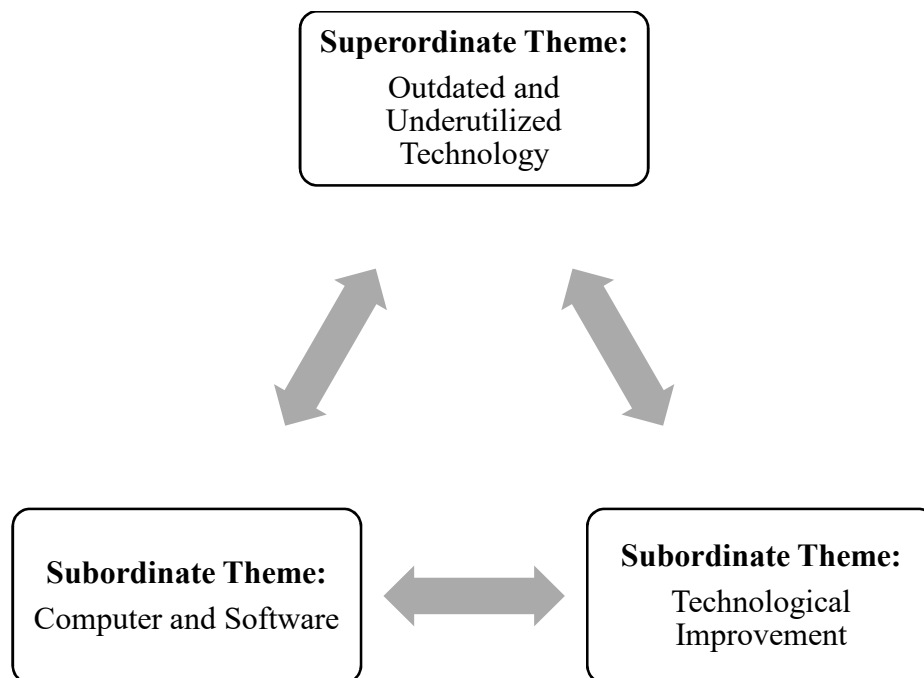 Superordinate Theme:
Outdated and
Underutilized
Technology
Subordinate Theme:
Computer and Software
Subordinate Theme:
Technological
Improvement